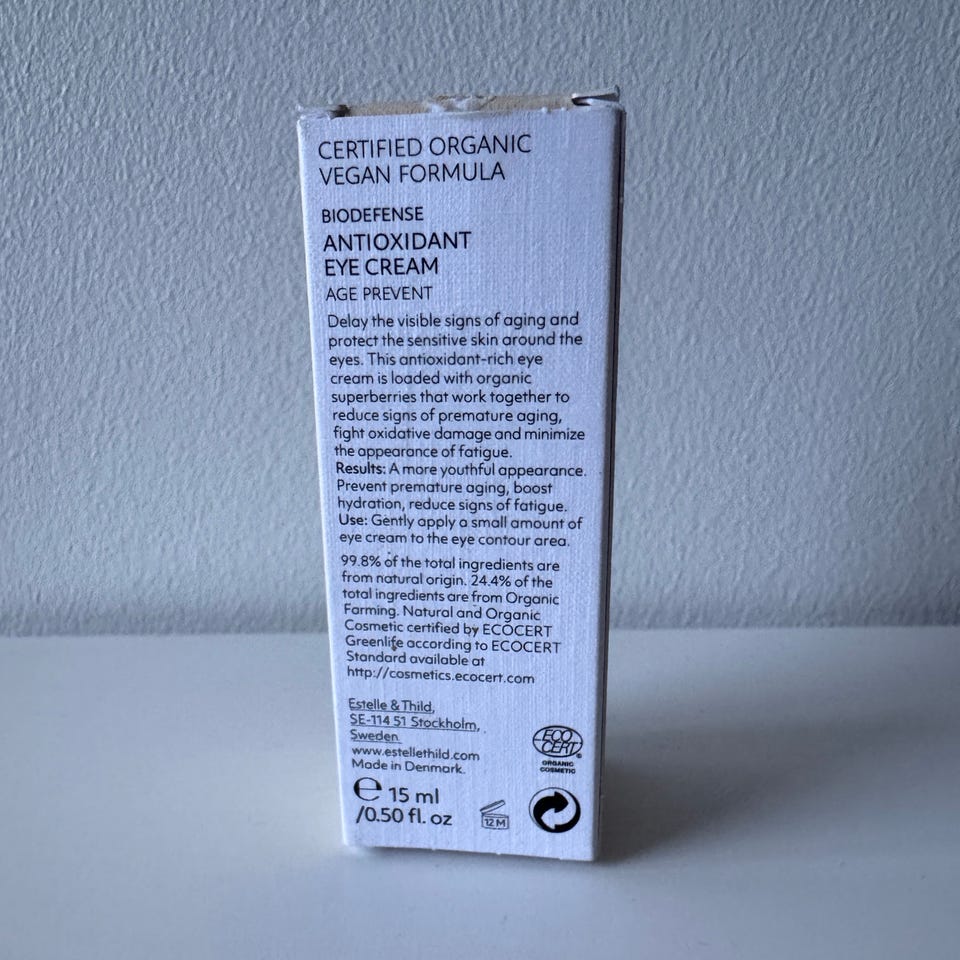 CERTIFIED ORGANIC
VEGAN FORMULA
BIODEFENSE
ANTIOXIDANT
EYE CREAM
AGE PREVENT
Delay the visible signs of aging and
protect the sensitive skin around the
eyes. This antioxidant-rich eye
cream is loaded with organic
superberries that work together to
reduce signs of premature aging,
fight oxidative damage and minimize
the appearance of fatigue.
Results: A more youthful appearance.
Prevent premature aging, boost
hydration, reduce signs of fatigue.
Use: Gently apply a small amount of
eye cream to the eye contour area.
99.8% of the total ingredients are
from natural origin. 24.4% of the
total ingredients are from Organic
Farming. Natural and Organic
Cosmetic certified by ECOCERT
Greenlife according to ECOCERT
Standard available at
http://cosmetics.ecocert.com
Estelle & Thild,
SE-114 51 Stockholm,
Sweden
www.estellethild.com
Made in Denmark.
ECO
CERT®
ORGANIC
COSMETIC
℮ 15 ml
/0.50 fl. oz
12 M